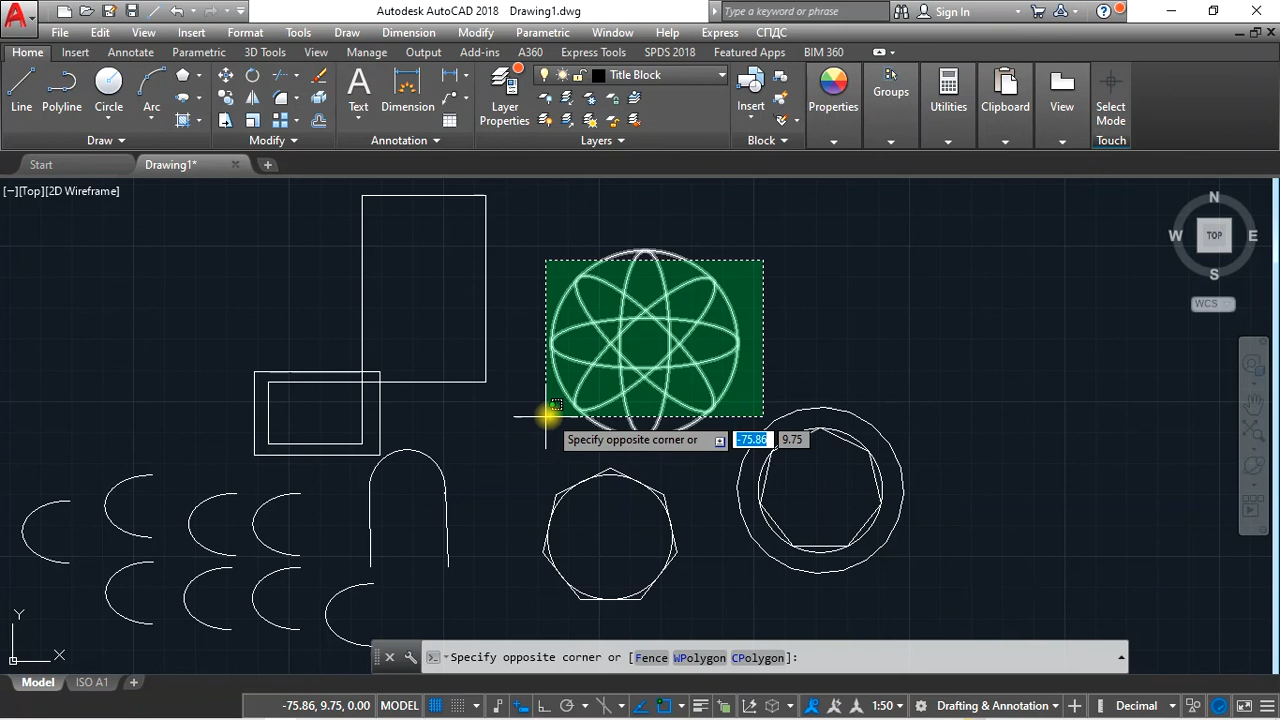 A
Autodesk AutoCAD 2018 Drawing1.dwg
Type a keyword or phrase
Sign In
File Edit View Insert Format Tools Draw Dimension Modify Parametric Window Help Express СПДС
Home Insert Annotate Parametric 3D Tools View Manage Output Add-ins A360 Express Tools SPDS 2018 Featured Apps BIM 360
Title Block
Line Polyline Circle Arc
A
Text Dimension
Layer Properties
Insert
Properties
Groups
Utilities
Clipboard
View
Select Mode
Draw Modify Annotation Layers Block Touch
Start Drawing1*
[−][Top][2D Wireframe]
N
W TOP E
S
WCS
Specify opposite corner or -75.86 9.75
Y
X
Specify opposite corner or [Fence WPolygon CPolygon]:
Model ISO A1
-75.86, 9.75, 0.00 MODEL 1:50 Drafting & Annotation Decimal